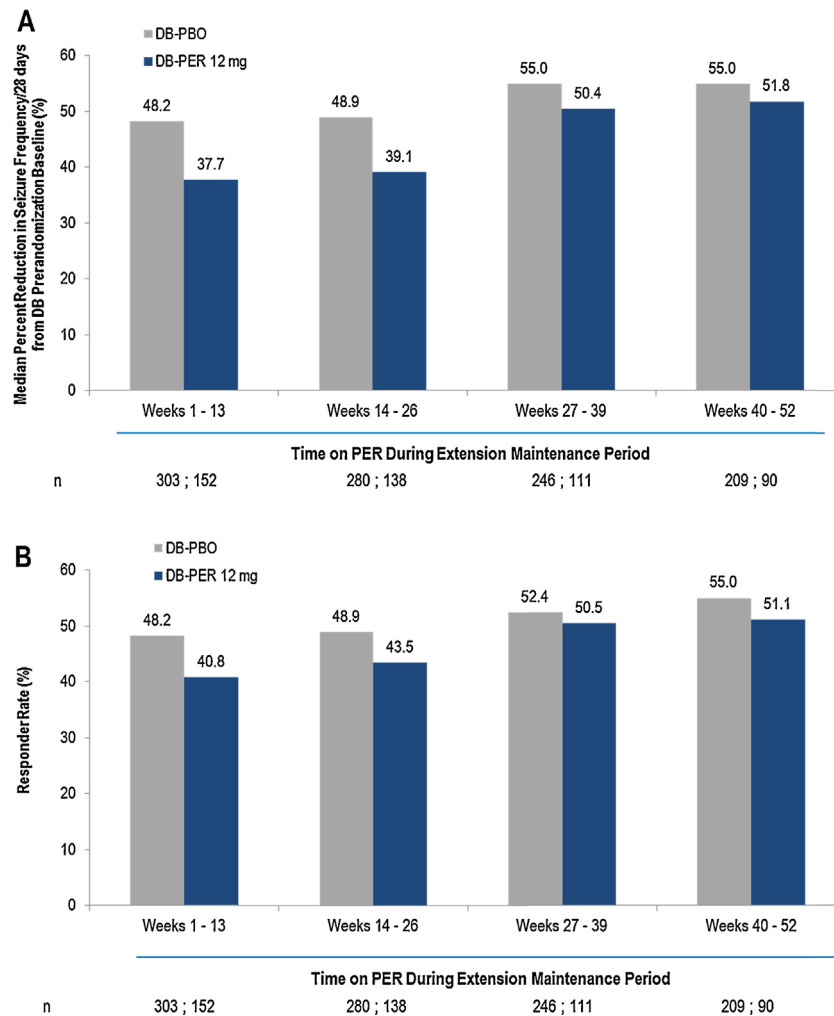 A
DB-PBO
DB-PER 12 mg
Median Percent Reduction in Seizure Frequency/28 days
from DB Prerandomization Baseline (%)
60
50
40
30
20
10
0
48.2
37.7
48.9
39.1
55.0
50.4
55.0
51.8
Weeks 1 - 13
Weeks 14 - 26
Weeks 27 - 39
Weeks 40 - 52
Time on PER During Extension Maintenance Period
n
303 ; 152
280 ; 138
246 ; 111
209 ; 90
B
DB-PBO
DB-PER 12 mg
Responder Rate (%)
60
50
40
30
20
10
0
48.2
40.8
48.9
43.5
52.4
50.5
55.0
51.1
Weeks 1 - 13
Weeks 14 - 26
Weeks 27 - 39
Weeks 40 - 52
Time on PER During Extension Maintenance Period
n
303 ; 152
280 ; 138
246 ; 111
209 ; 90